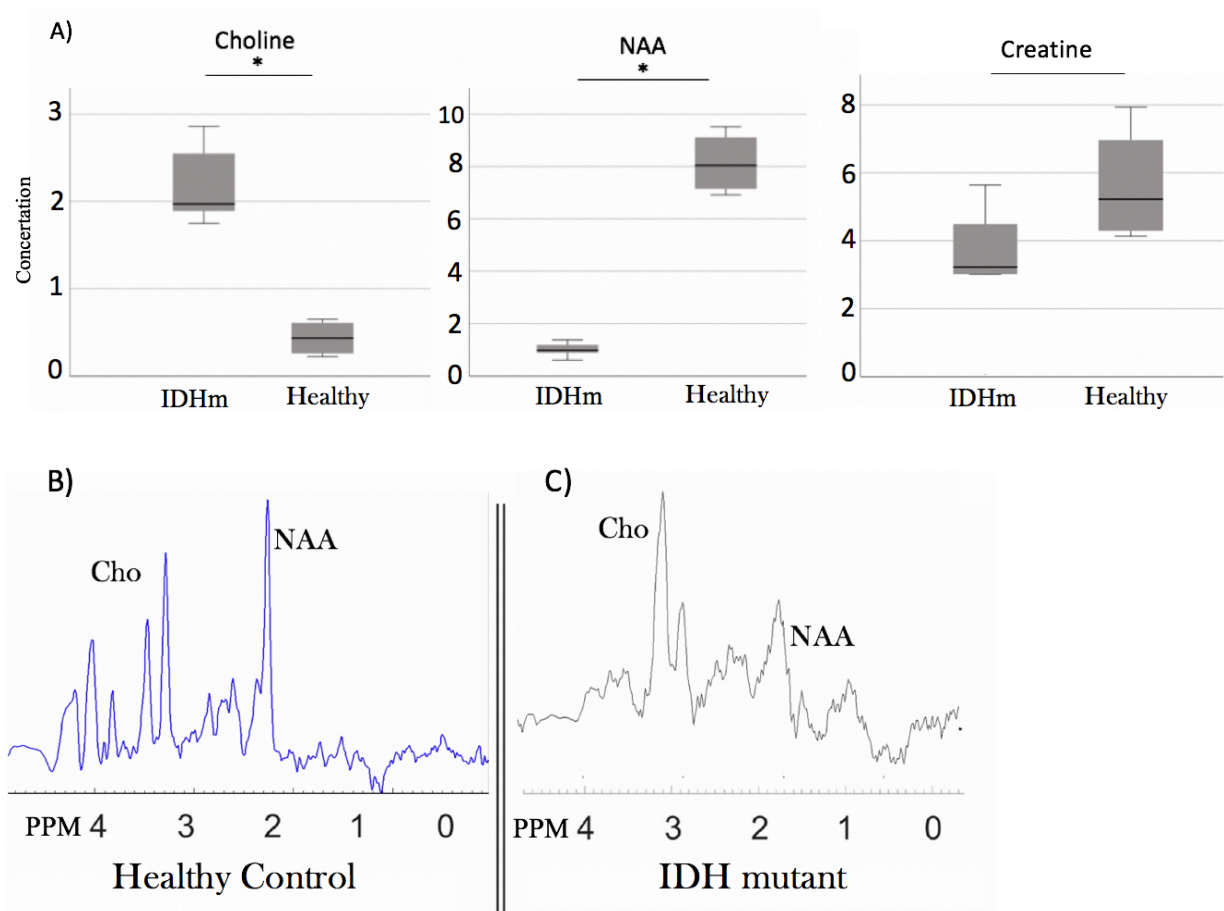 A)
Choline
*
NAA
*
Creatine
Concertation
3
2
1
0
IDHm Healthy
10
8
6
4
2
0
IDHm Healthy
8
6
4
2
0
IDHm Healthy
B)
Cho
NAA
PPM 4 3 2 1 0
Healthy Control
C)
Cho
NAA
PPM 4 3 2 1 0
IDH mutant